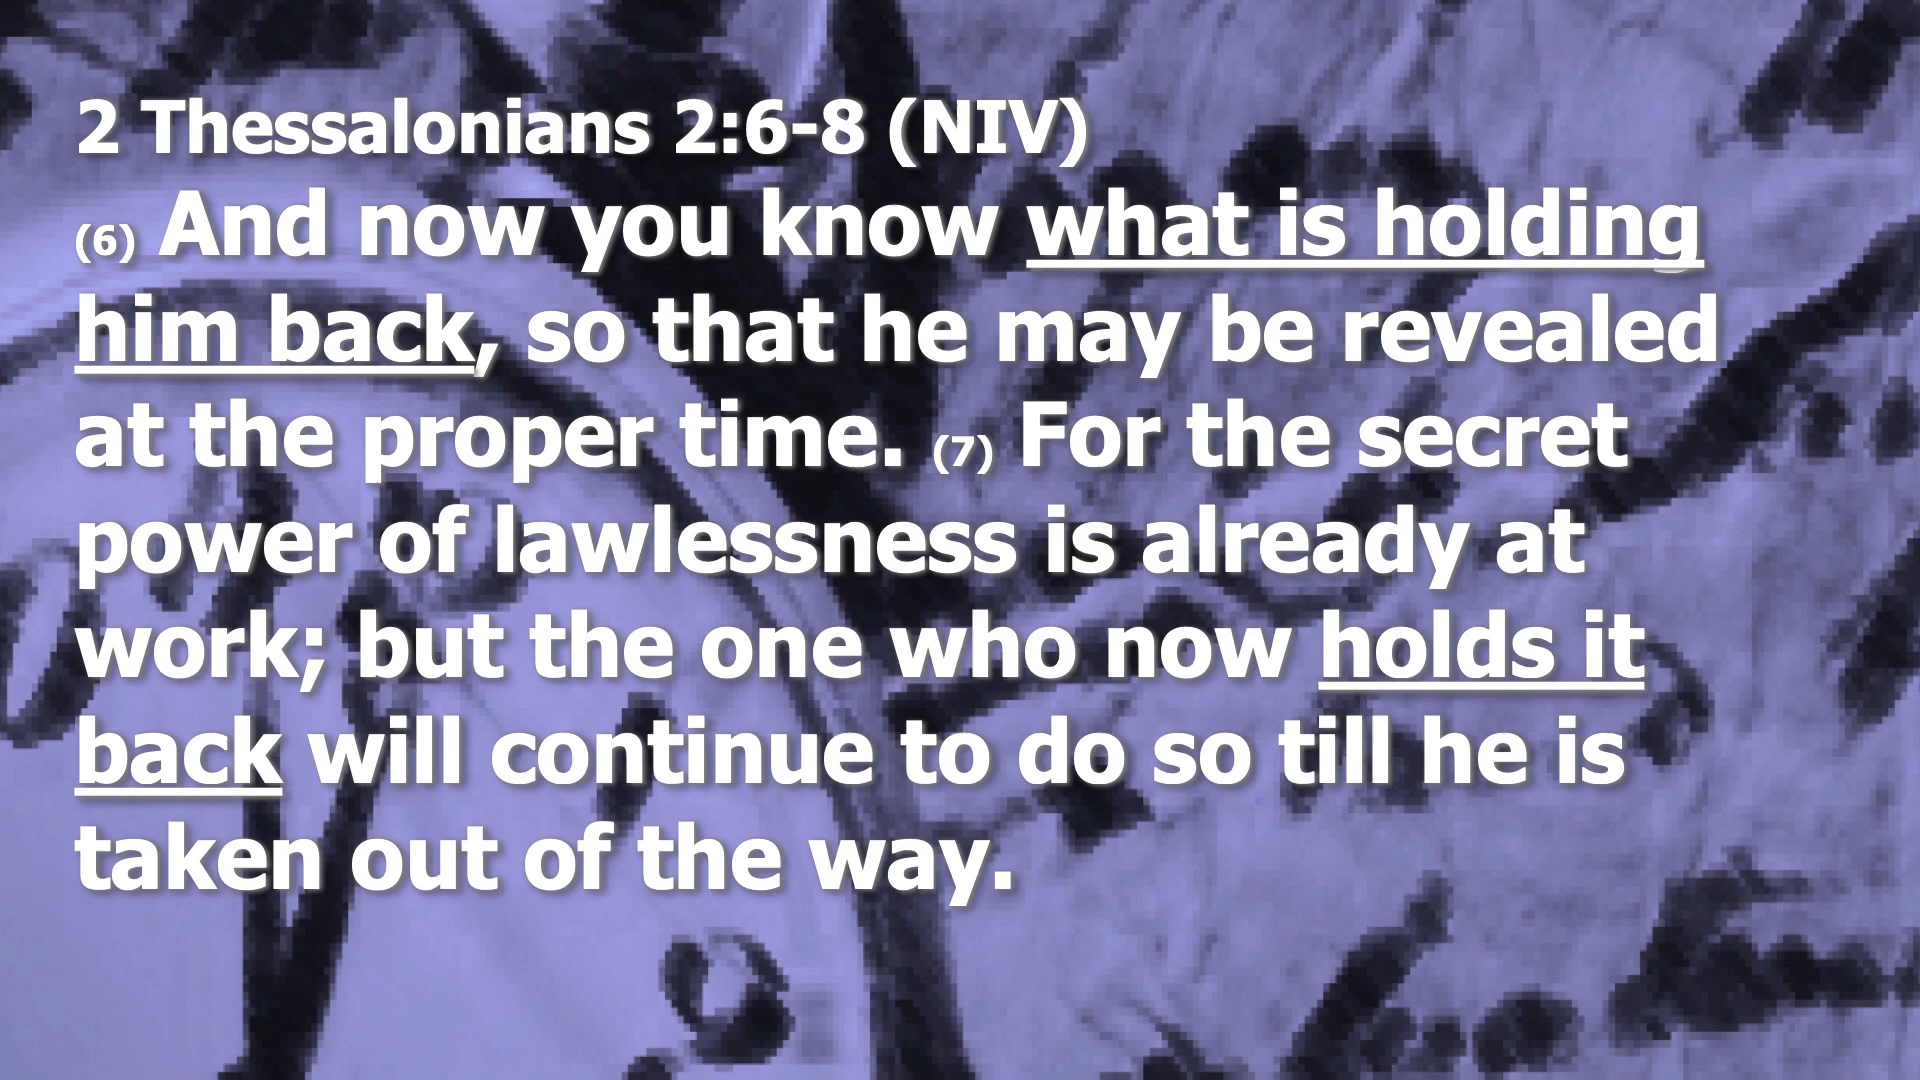 2 Thessalonians 2:6-8 (NIV)
(6) And now you know what is holding
him back, so that he may be revealed
at the proper time. (7) For the secret
power of lawlessness is already at
work; but the one who now holds it
back will continue to do so till he is
taken out of the way.